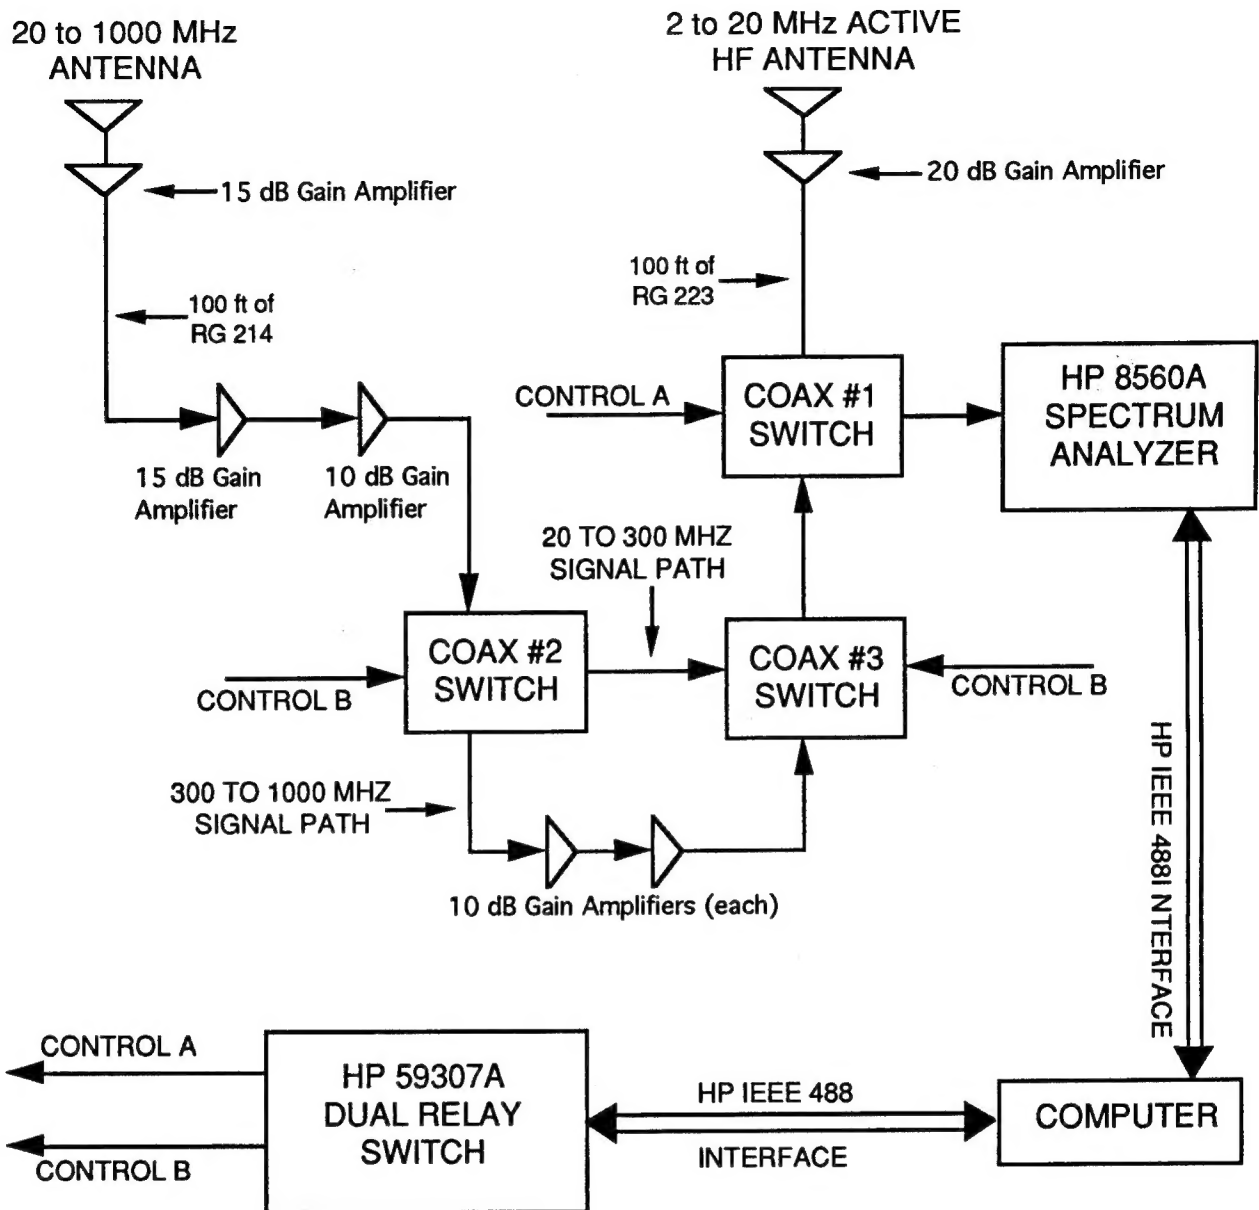 20 to 1000 MHz
ANTENNA
2 to 20 MHz ACTIVE
HF ANTENNA
15 dB Gain Amplifier
20 dB Gain Amplifier
100 ft of
RG 214
100 ft of
RG 223
CONTROL A
COAX #1
SWITCH
HP 8560A
SPECTRUM
ANALYZER
15 dB Gain
Amplifier
10 dB Gain
Amplifier
20 TO 300 MHZ
SIGNAL PATH
COAX #2
SWITCH
COAX #3
SWITCH
CONTROL B
CONTROL B
300 TO 1000 MHZ
SIGNAL PATH
10 dB Gain Amplifiers (each)
HP IEEE 488I NTERFACE
CONTROL A
CONTROL B
HP 59307A
DUAL RELAY
SWITCH
HP IEEE 488
INTERFACE
COMPUTER